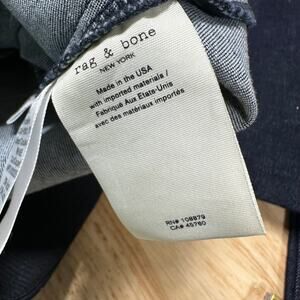 rag & bone
NEW YORK
Made in the USA
with imported materials /
Fabriqué Aux Etats-Unis
avec des matériaux importés
RN# 108879
CA# 45760